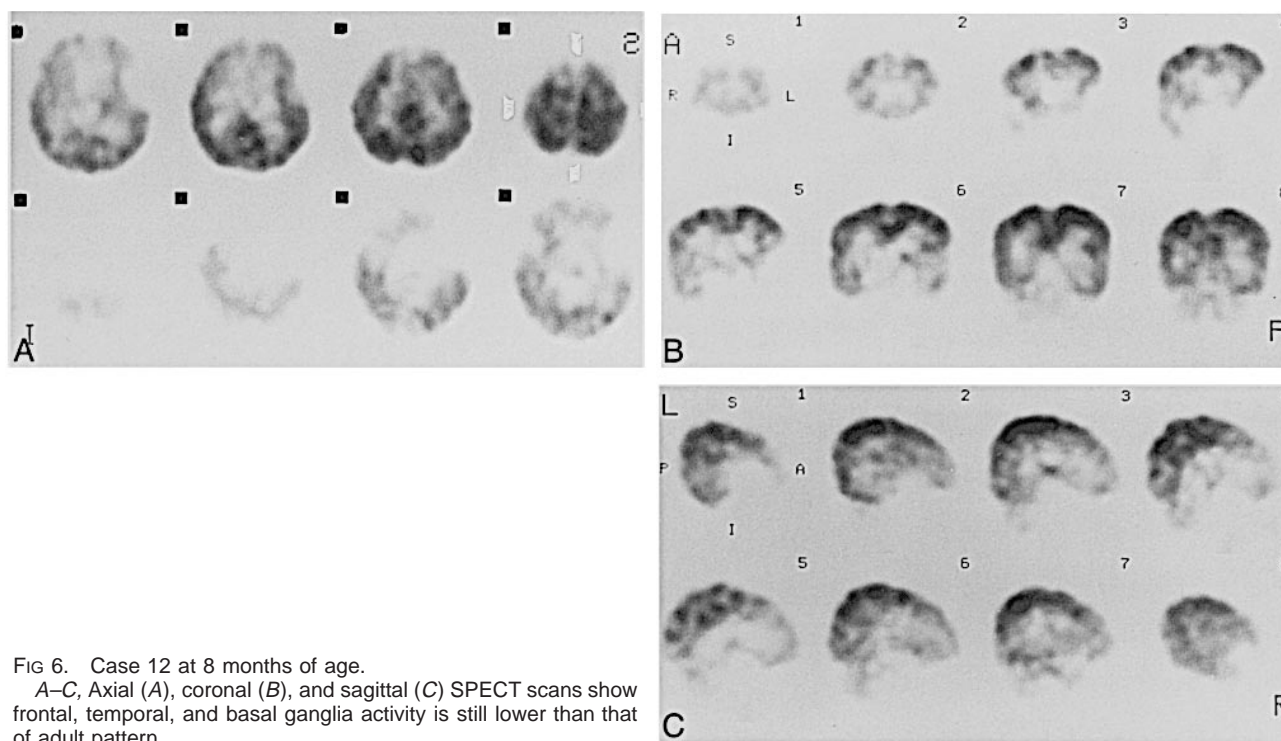 S
I
A
A
S
R
L
I
1
2
3
5
6
7
F
B
L
S
P
A
I
1
2
3
5
6
7
R
C
FIG 6. Case 12 at 8 months of age.
A–C, Axial (A), coronal (B), and sagittal (C) SPECT scans show
frontal, temporal, and basal ganglia activity is still lower than that
of adult pattern